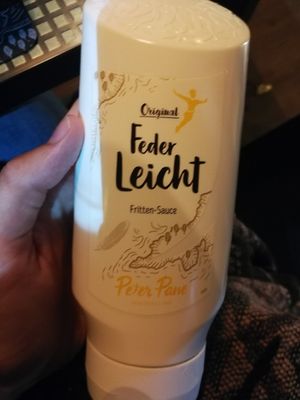 Original
Feder
Leicht
Fritten-Sauce
Peter Pane